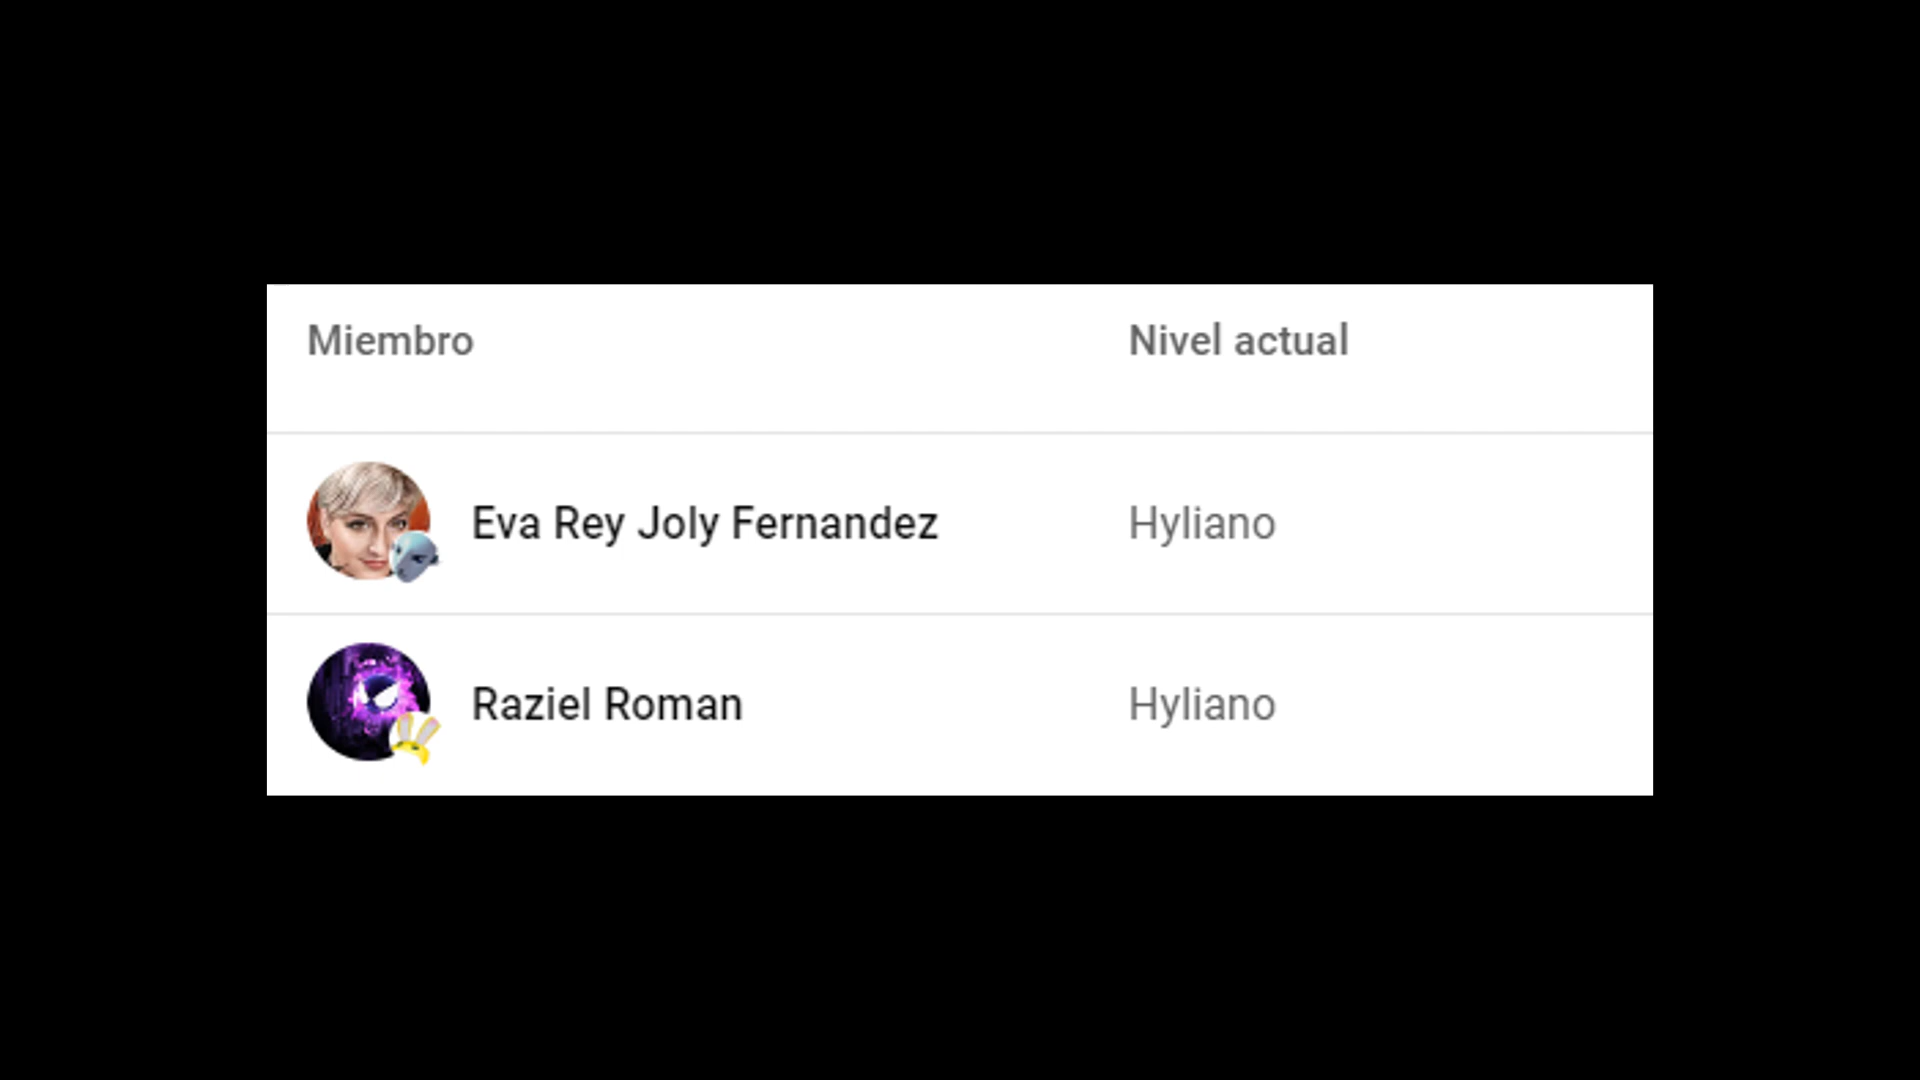 Miembro Nivel actual
Eva Rey Joly Fernandez Hyliano
Raziel Roman Hyliano